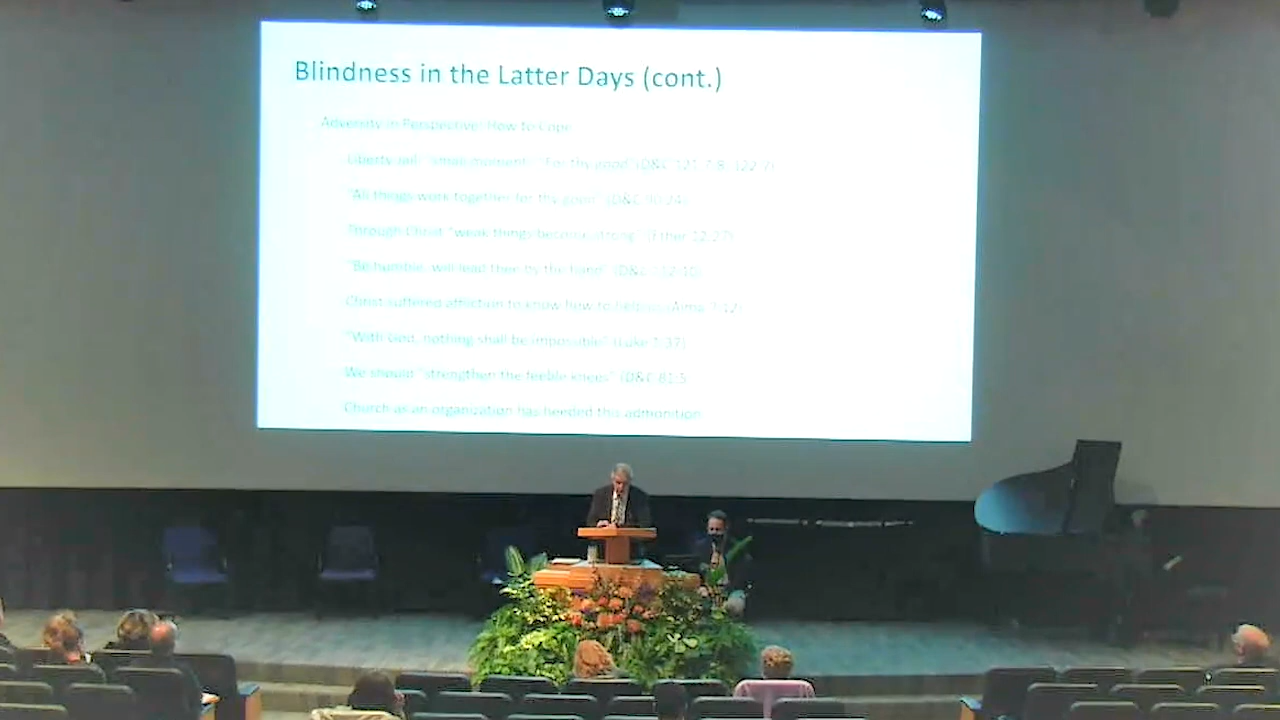 Blindness in the Latter Days (cont.)
Adversity in Perspective: How to Cope
Liberty Jail: "small moment," "For thy good" (D&C 121:7-8; 122:7)
"All things work together for thy good" (D&C 90:24)
Through Christ "weak things become strong" (Ether 12:27)
"Be humble, will lead thee by the hand" (D&C 112:10)
Christ suffered affliction to know how to help us (Alma 7:12)
"With God, nothing shall be impossible" (Luke 1:37)
We should "strengthen the feeble knees" (D&C 81:5
Church as an organization has heeded this admonition